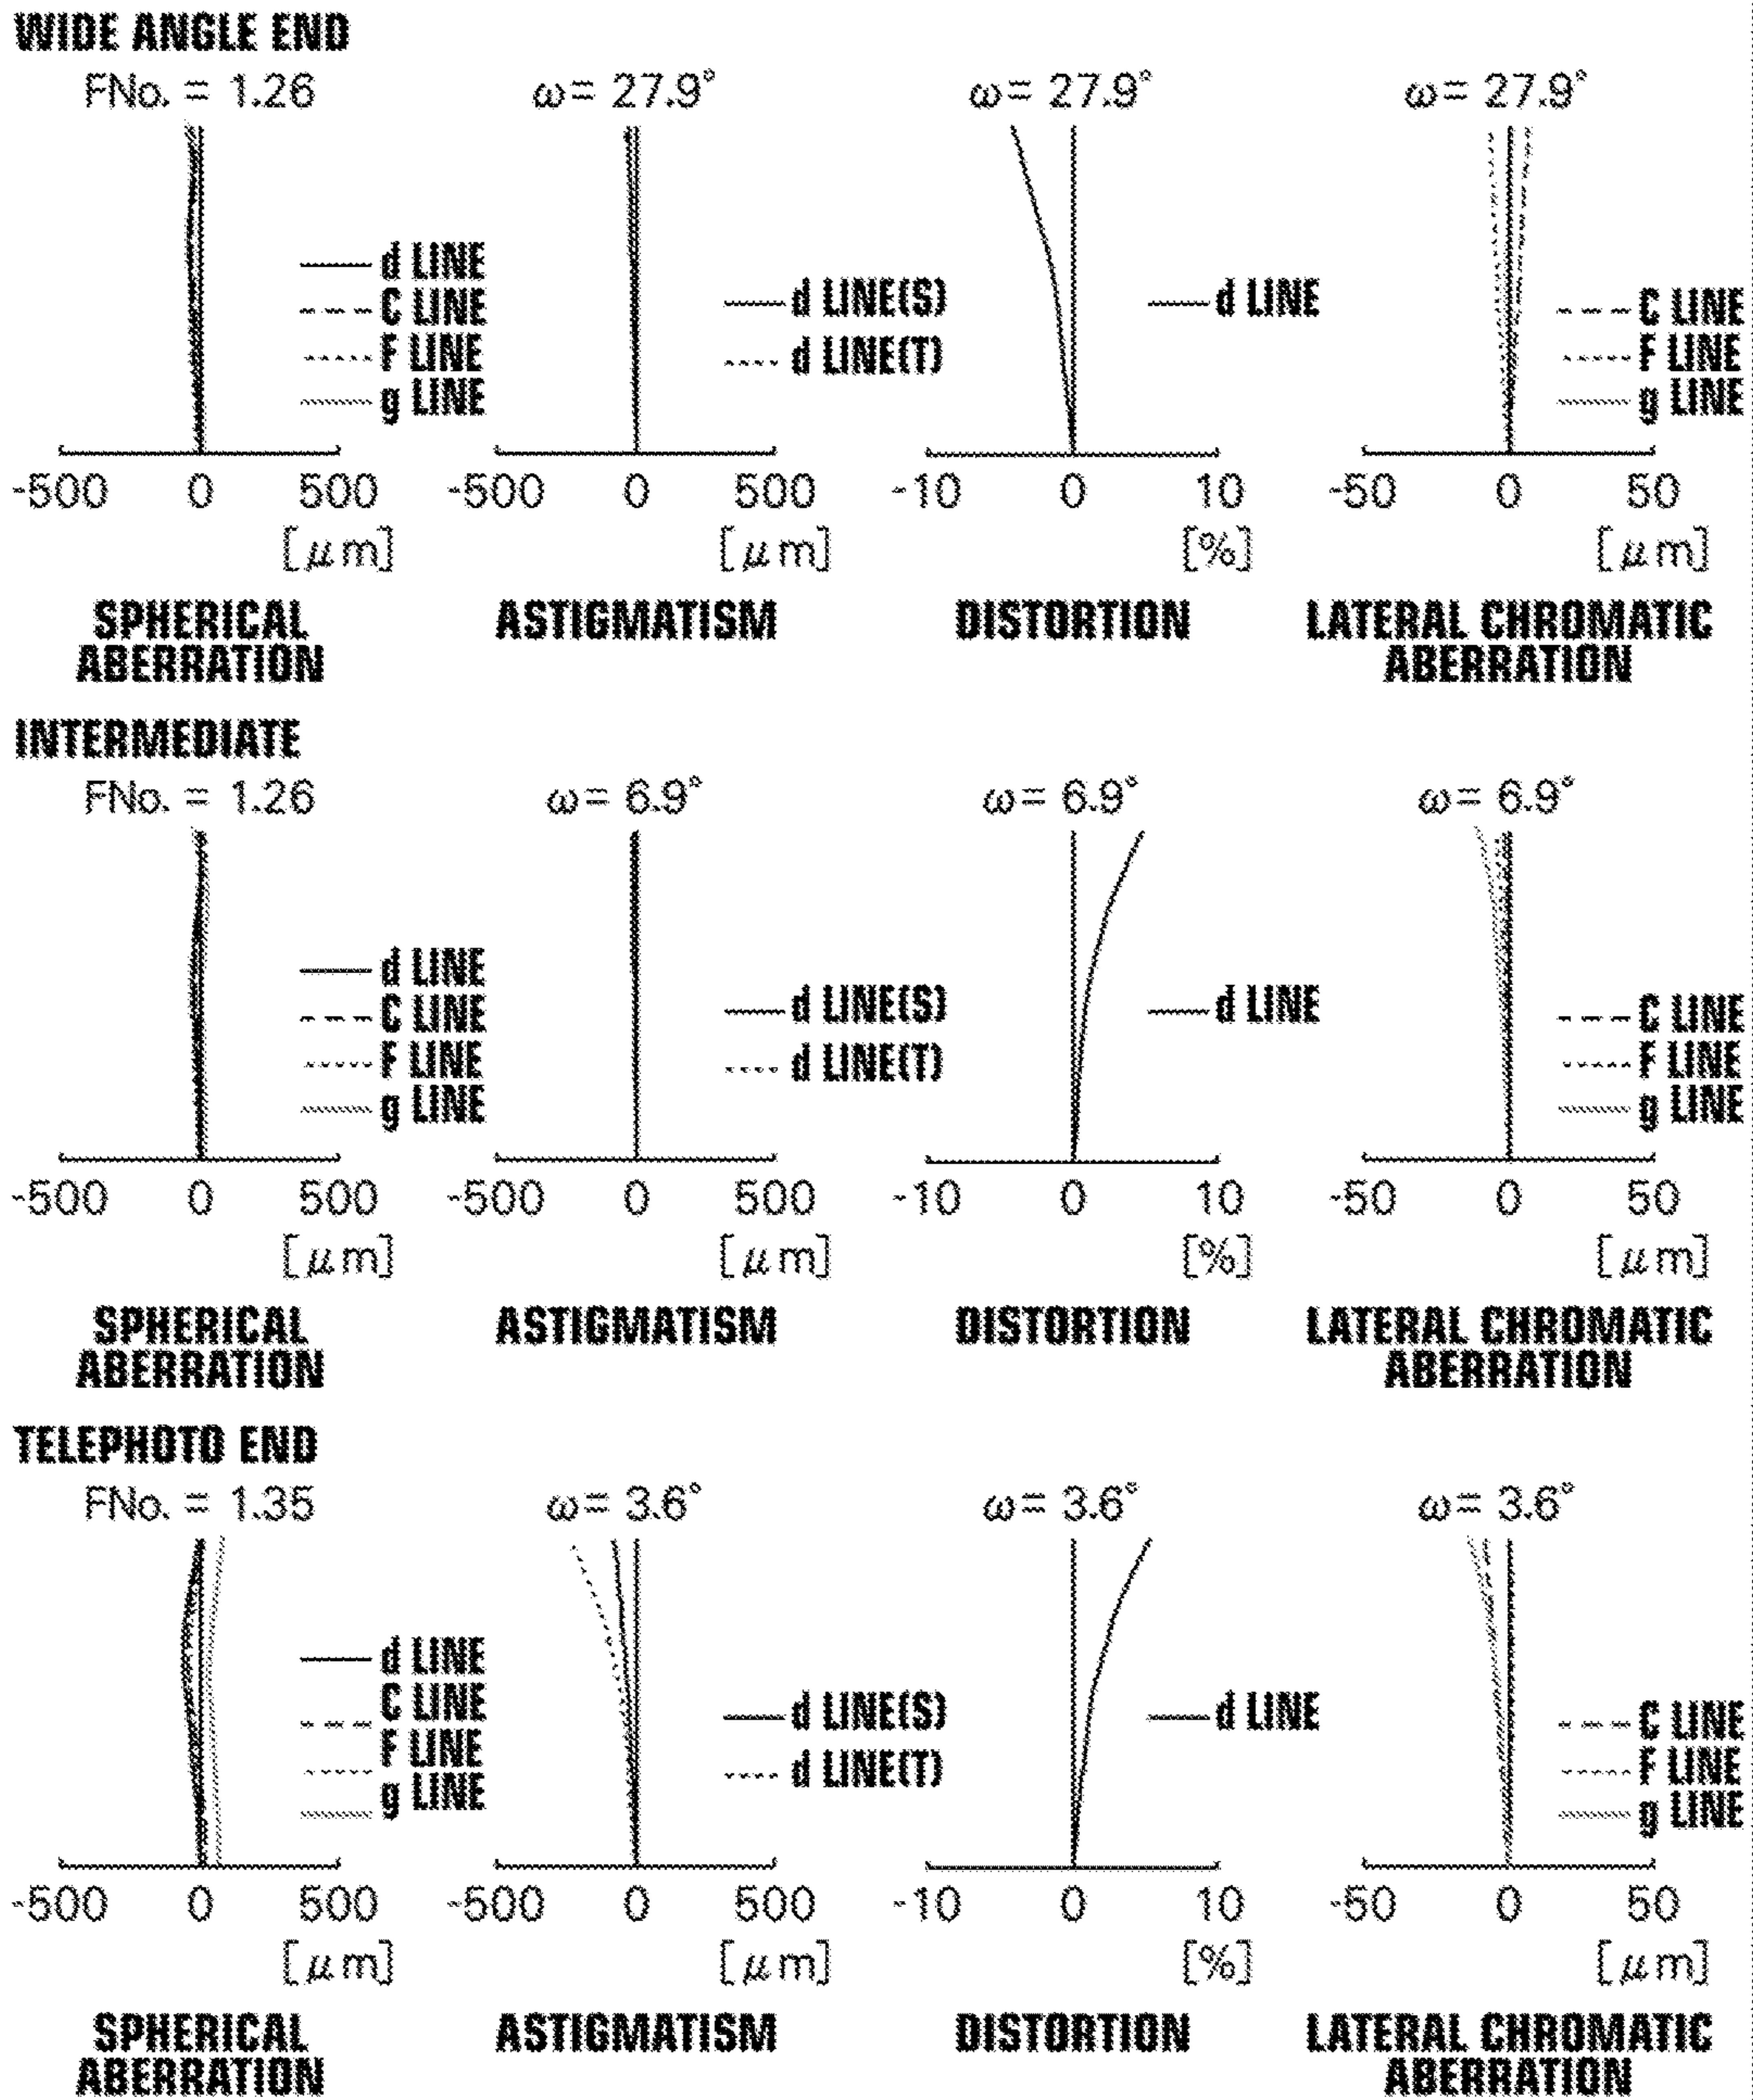 WIDE ANGLE END
FNo. = 1.26
ω= 27.9°
ω= 27.9°
ω= 27.9°
d LINE
C LINE
F LINE
g LINE
d LINE(S)
d LINE(T)
d LINE
C LINE
F LINE
g LINE
-500 0 500
-500 0 500
-10 0 10
-50 0 50
[μm]
[μm]
[%]
[μm]
SPHERICAL
ABERRATION
ASTIGMATISM
DISTORTION
LATERAL CHROMATIC
ABERRATION
INTERMEDIATE
FNo. = 1.26
ω= 6.9°
ω= 6.9°
ω= 6.9°
d LINE
C LINE
F LINE
g LINE
d LINE(S)
d LINE(T)
d LINE
C LINE
F LINE
g LINE
-500 0 500
-500 0 500
-10 0 10
-50 0 50
[μm]
[μm]
[%]
[μm]
SPHERICAL
ABERRATION
ASTIGMATISM
DISTORTION
LATERAL CHROMATIC
ABERRATION
TELEPHOTO END
FNo. = 1.35
ω= 3.6°
ω= 3.6°
ω= 3.6°
d LINE
C LINE
F LINE
g LINE
d LINE(S)
d LINE(T)
d LINE
C LINE
F LINE
g LINE
-500 0 500
-500 0 500
-10 0 10
-50 0 50
[μm]
[μm]
[%]
[μm]
SPHERICAL
ABERRATION
ASTIGMATISM
DISTORTION
LATERAL CHROMATIC
ABERRATION